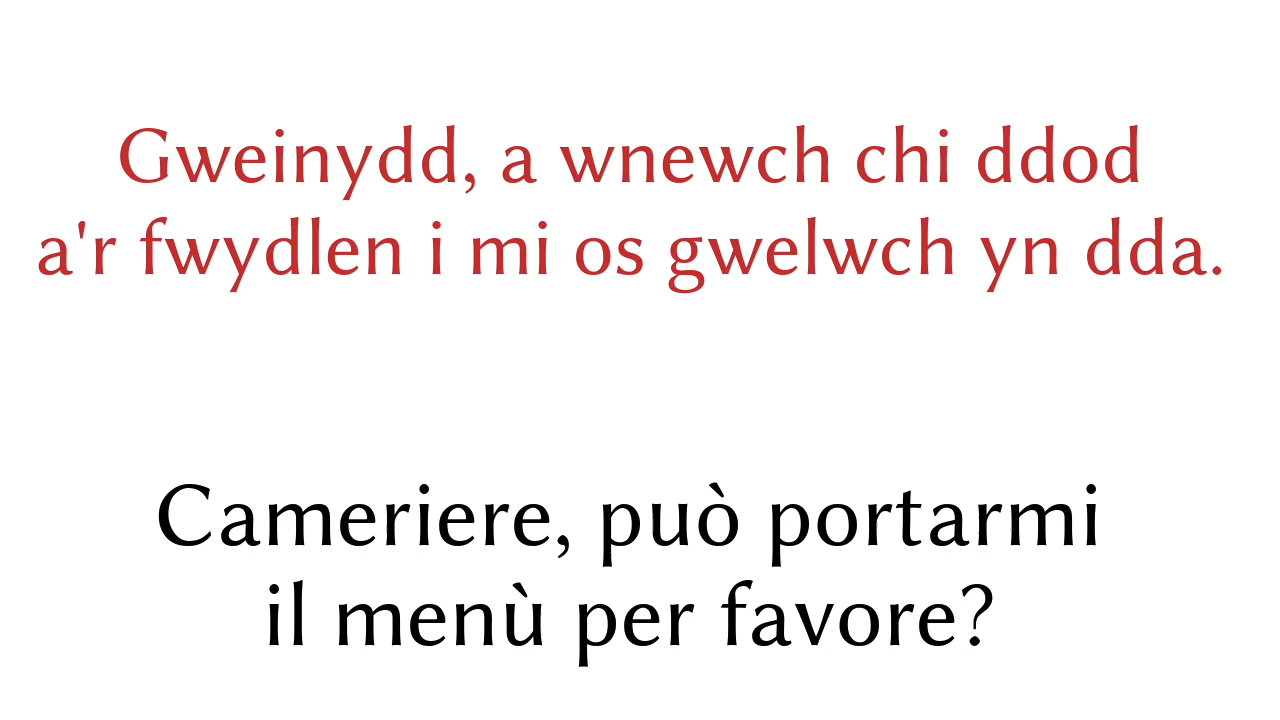 Gweinydd, a wnewch chi ddod
a'r fwydlen i mi os gwelwch yn dda.
Cameriere, può portarmi
il menù per favore?